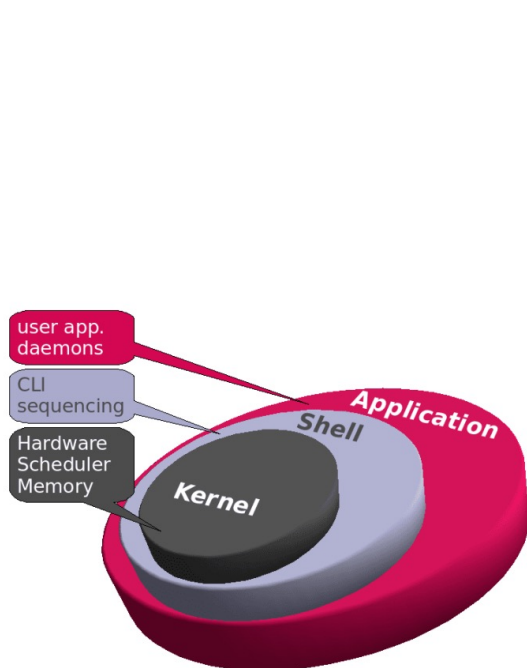 user app.
daemons
CLI
sequencing
Hardware
Scheduler
Memory
Application
Shell
Kernel